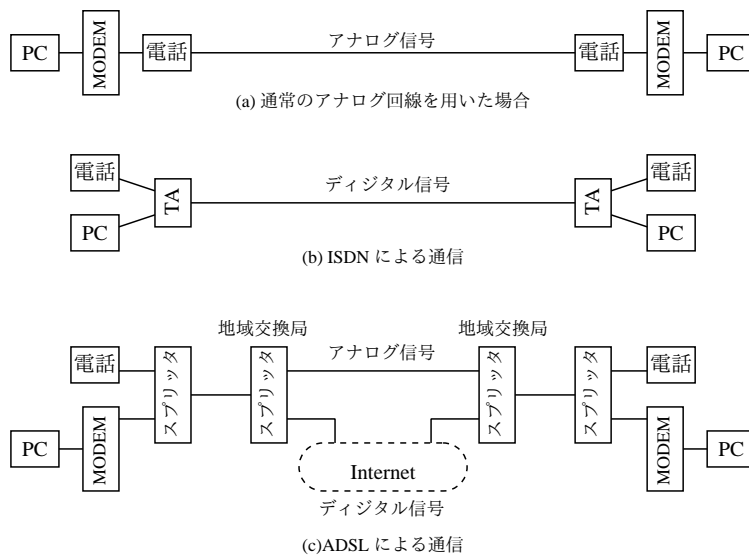 PC MODEM 電話 アナログ信号 電話 MODEM PC
(a) 通常のアナログ回線を用いた場合
電話 電話
ディジタル信号
TA TA
PC PC
(b) ISDN による通信
地域交換局 地域交換局
アナログ信号
電話 スプリッタ スプリッタ スプリッタ スプリッタ 電話
PC MODEM MODEM PC
Internet
ディジタル信号
(c)ADSL による通信